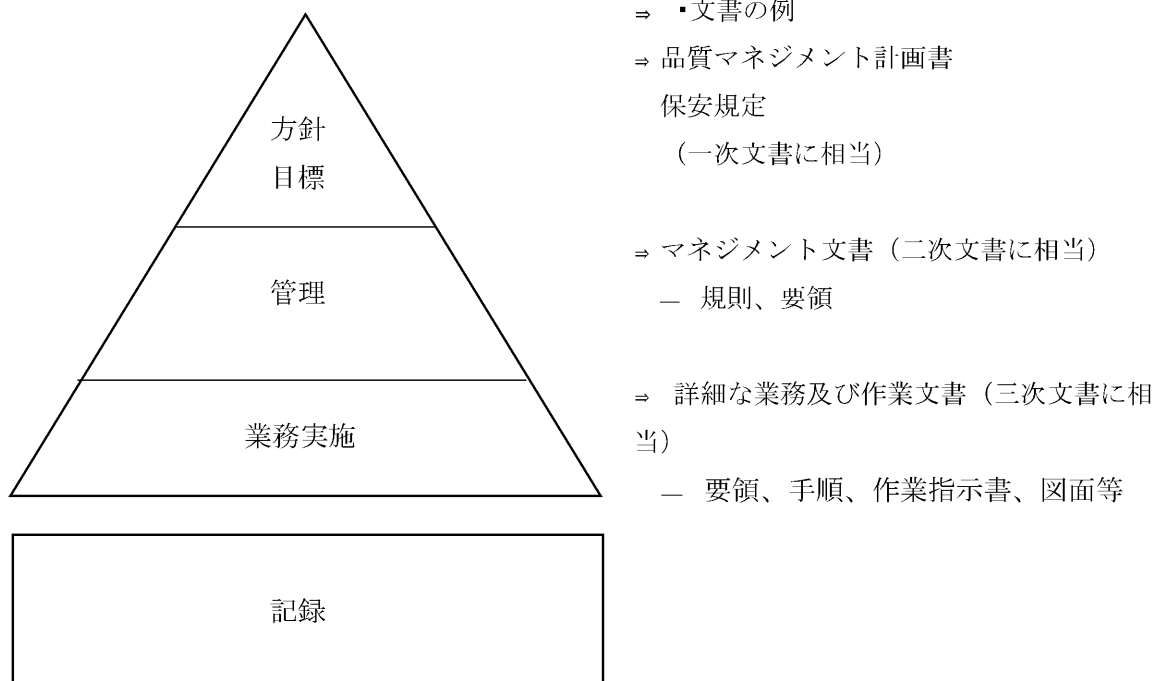 ⇒ ▪文書の例
⇒ 品質マネジメント計画書
保安規定
（一次文書に相当）
方針
目標
⇒ マネジメント文書（二次文書に相当）
― 規則、要領
管理
⇒ 詳細な業務及び作業文書（三次文書に相
当）
― 要領、手順、作業指示書、図面等
業務実施
記録